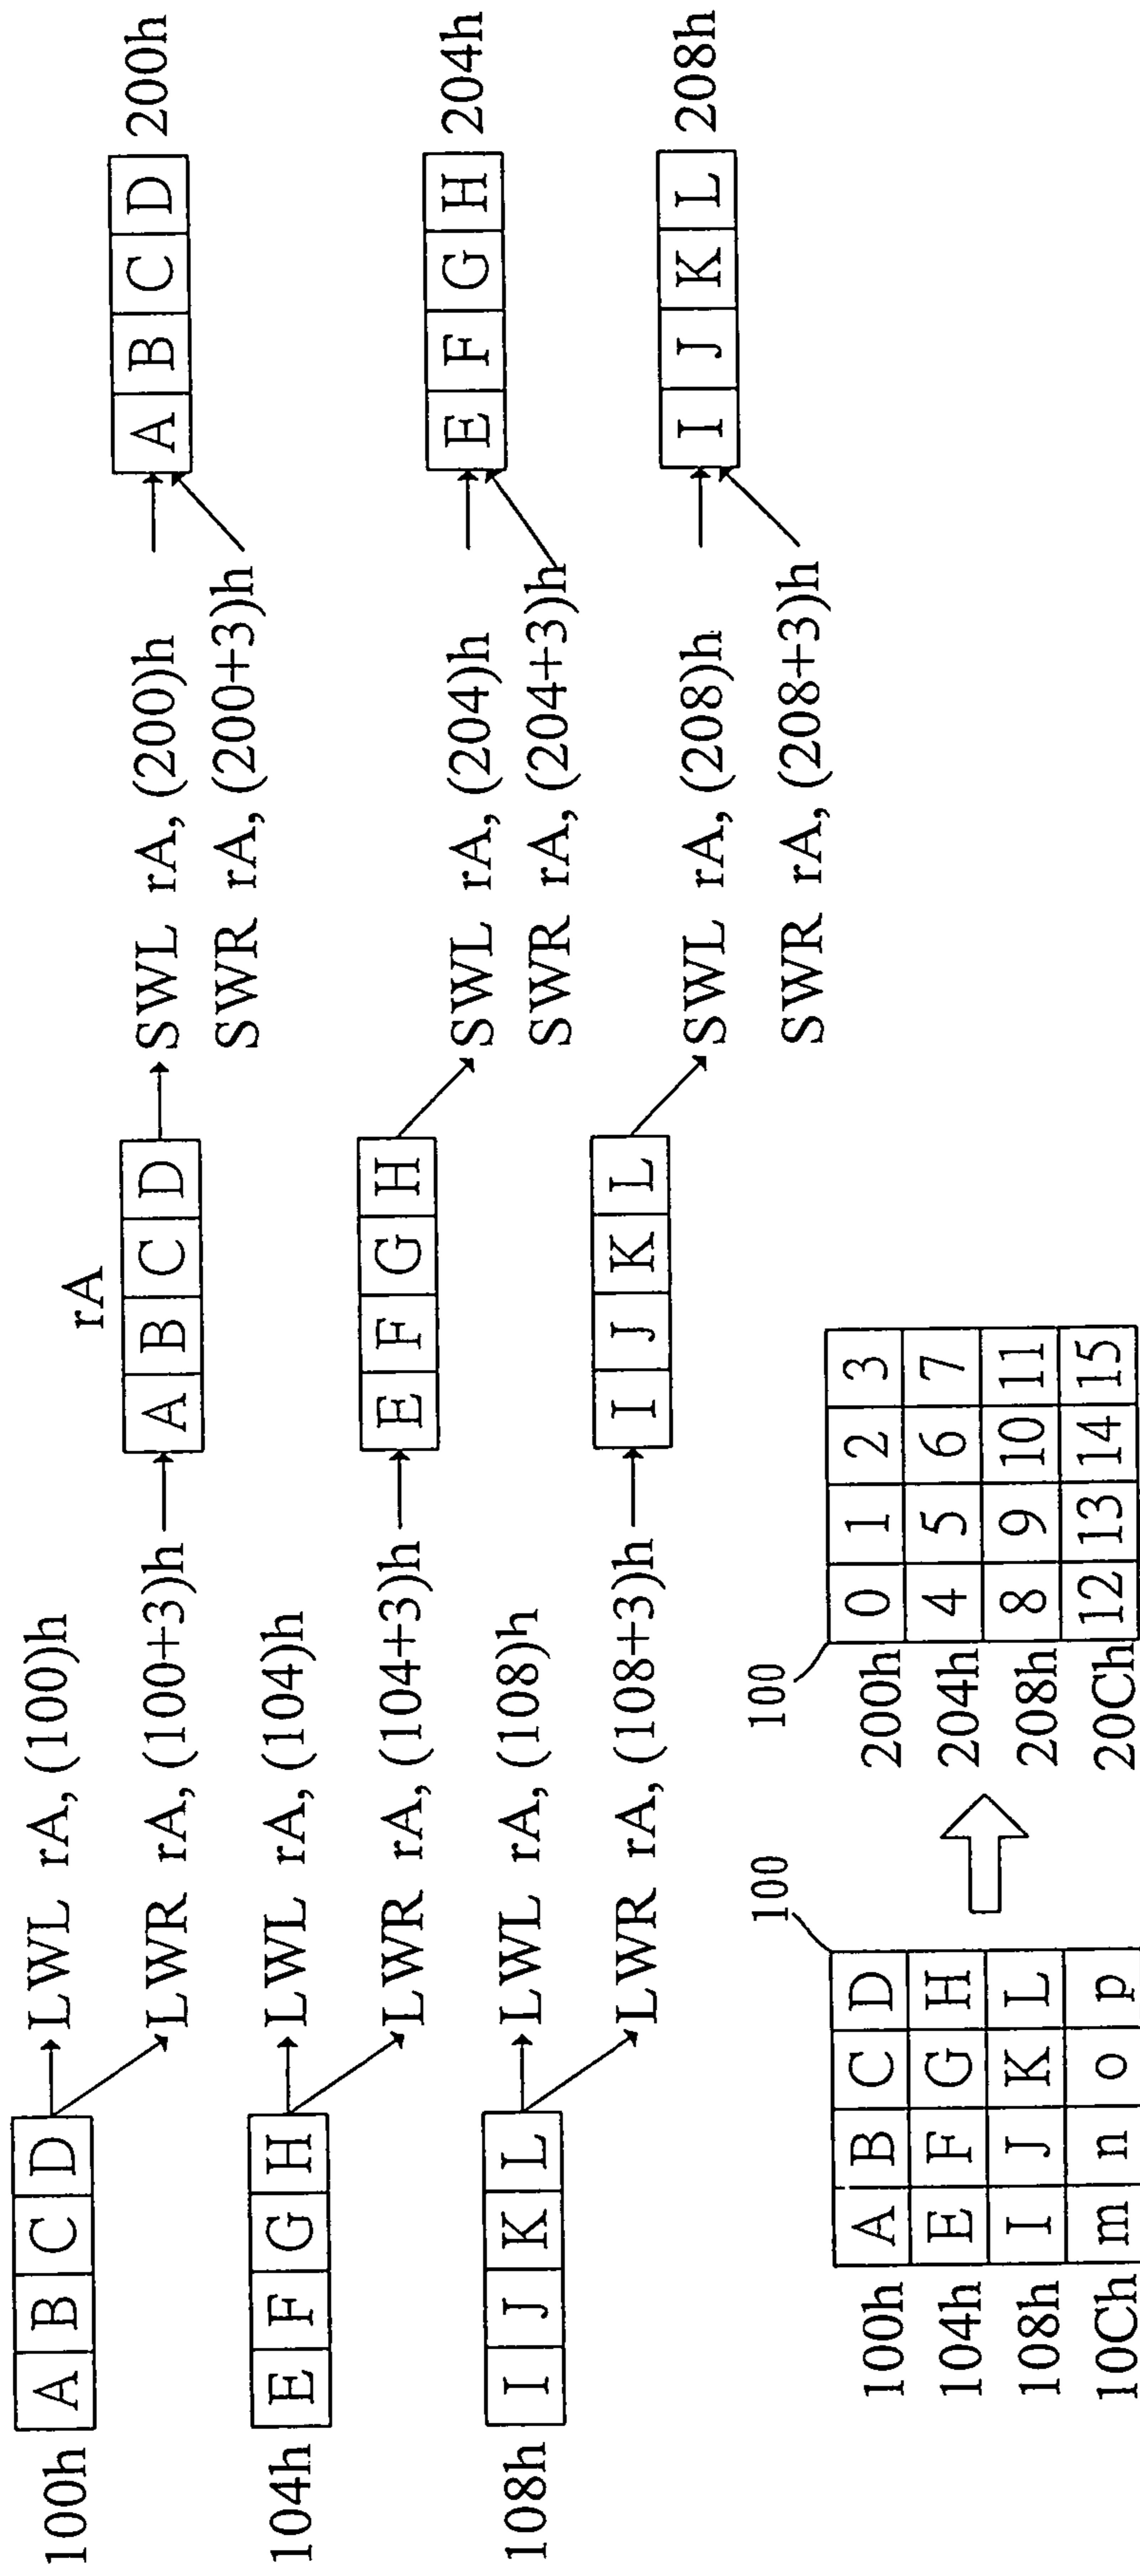 100h A B C D LWL rA, (100)h
LWR rA, (100+3)h
rA
A B C D
SWL rA, (200)h
SWR rA, (200+3)h
A B C D 200h
104h E F G H LWL rA, (104)h
LWR rA, (104+3)h
E F G H
SWL rA, (204)h
SWR rA, (204+3)h
E F G H 204h
108h I J K L LWL rA, (108)h
LWR rA, (108+3)h
I J K L
SWL rA, (208)h
SWR rA, (208+3)h
I J K L 208h
100
100h A B C D
104h E F G H
108h I J K L
10Ch m n o p
100
200h 0 1 2 3
204h 4 5 6 7
208h 8 9 10 11
20Ch 12 13 14 15